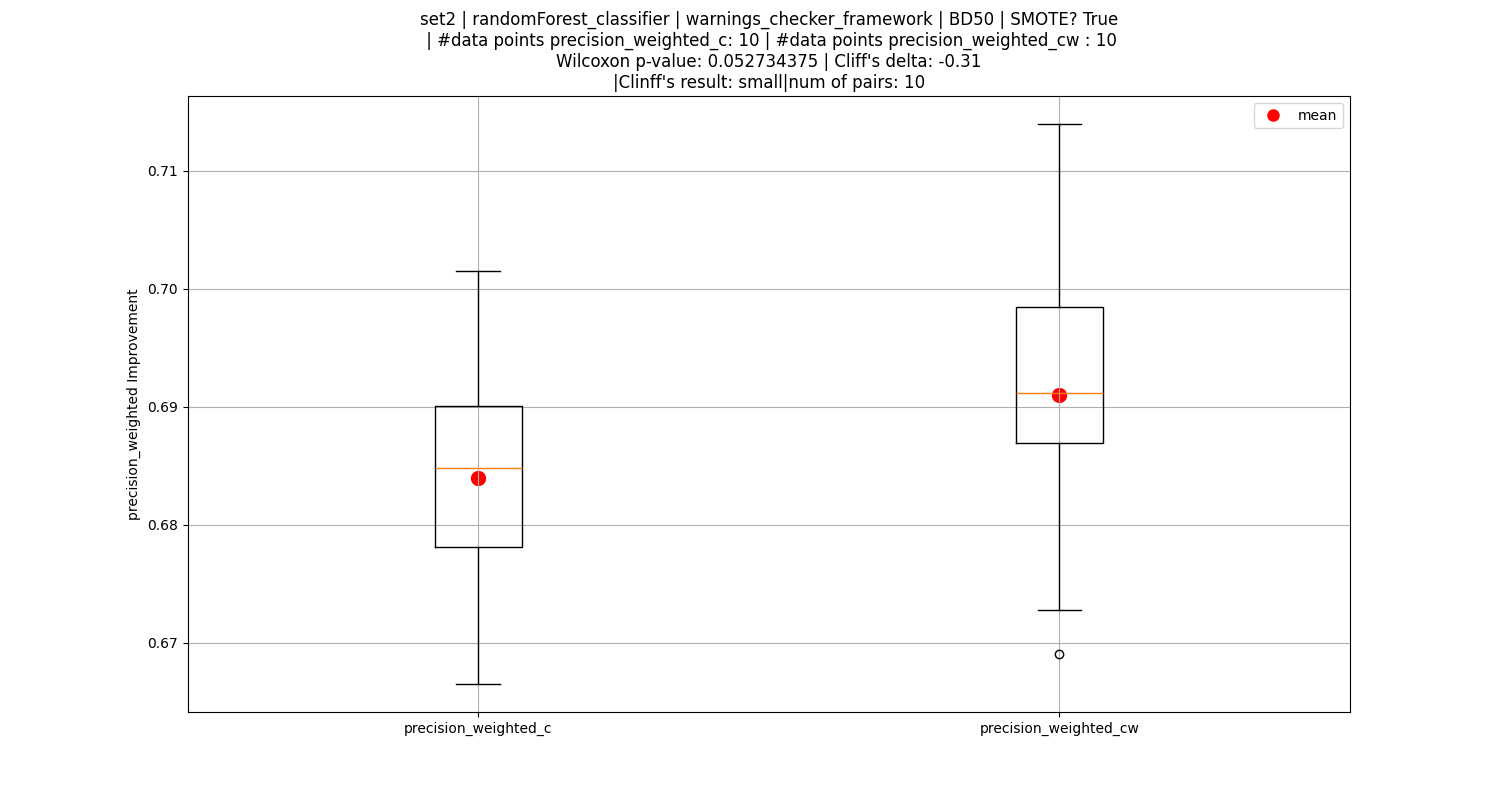 set2 | randomForest_classifier | warnings_checker_framework | BD50 | SMOTE? True
| #data points precision_weighted_c: 10 | #data points precision_weighted_cw : 10
Wilcoxon p-value: 0.052734375 | Cliff's delta: -0.31
|Clinff's result: small|num of pairs: 10
mean
0.71
0.70
0.69
0.68
0.67
precision_weighted Improvement
precision_weighted_c
precision_weighted_cw